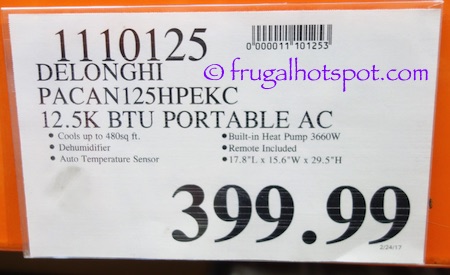 1110125
0000011101253
© frugalhotspot.com
DELONGHI
PACAN125HPEKC
12.5K BTU PORTABLE AC
• Cools up to 480sq ft.
• Dehumidifier
• Auto Temperature Sensor
• Built-in Heat Pump 3660W
• Remote Included
• 17.8"L x 15.6"W x 29.5"H
399.99
2/24/17